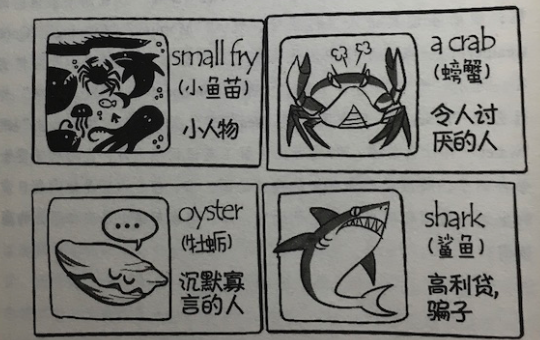 small fry
(小鱼苗)
小人物
a crab
(螃蟹)
令人讨
厌的人
oyster
(牡蛎)
沉默寡
言的人
shark
(鲨鱼)
高利贷,
骗子